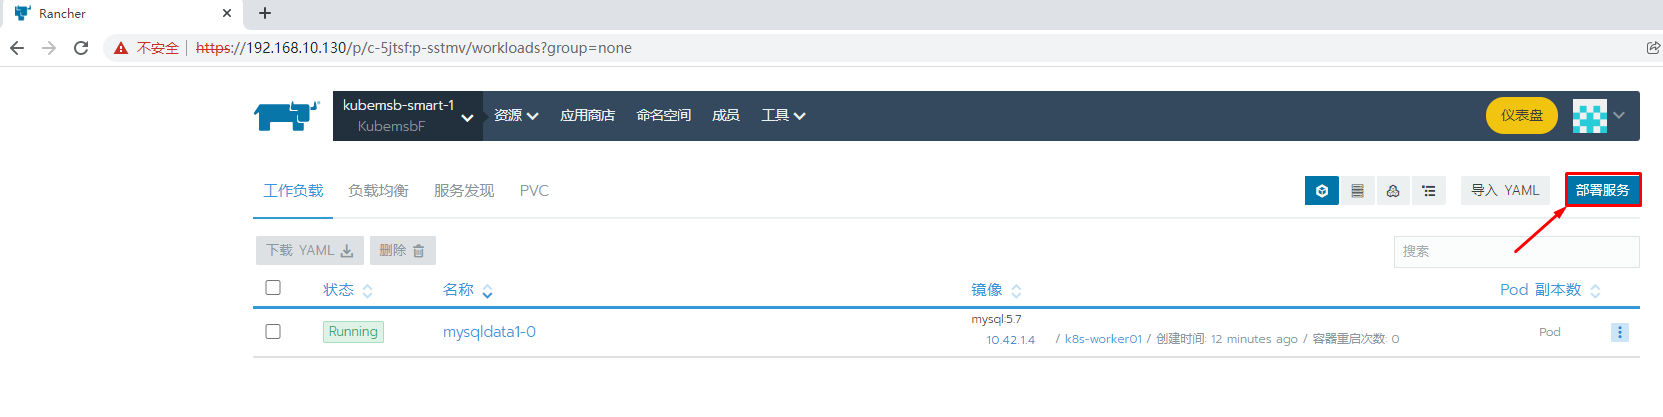 Rancher
不安全 https://192.168.10.130/p/c-5jtsf:p-sstmv/workloads?group=none
kubemsb-smart-1
KubemsbF
资源 应用商店 命名空间 成员 工具 仪表盘
工作负载 负载均衡 服务发现 PVC 导入 YAML 部署服务
下载 YAML 删除 搜索
状态 名称 镜像 Pod 副本数
Running mysqldata1-0 mysql:5.7 Pod
10.42.1.4 / k8s-worker01 / 创建时间: 12 minutes ago / 容器重启次数: 0